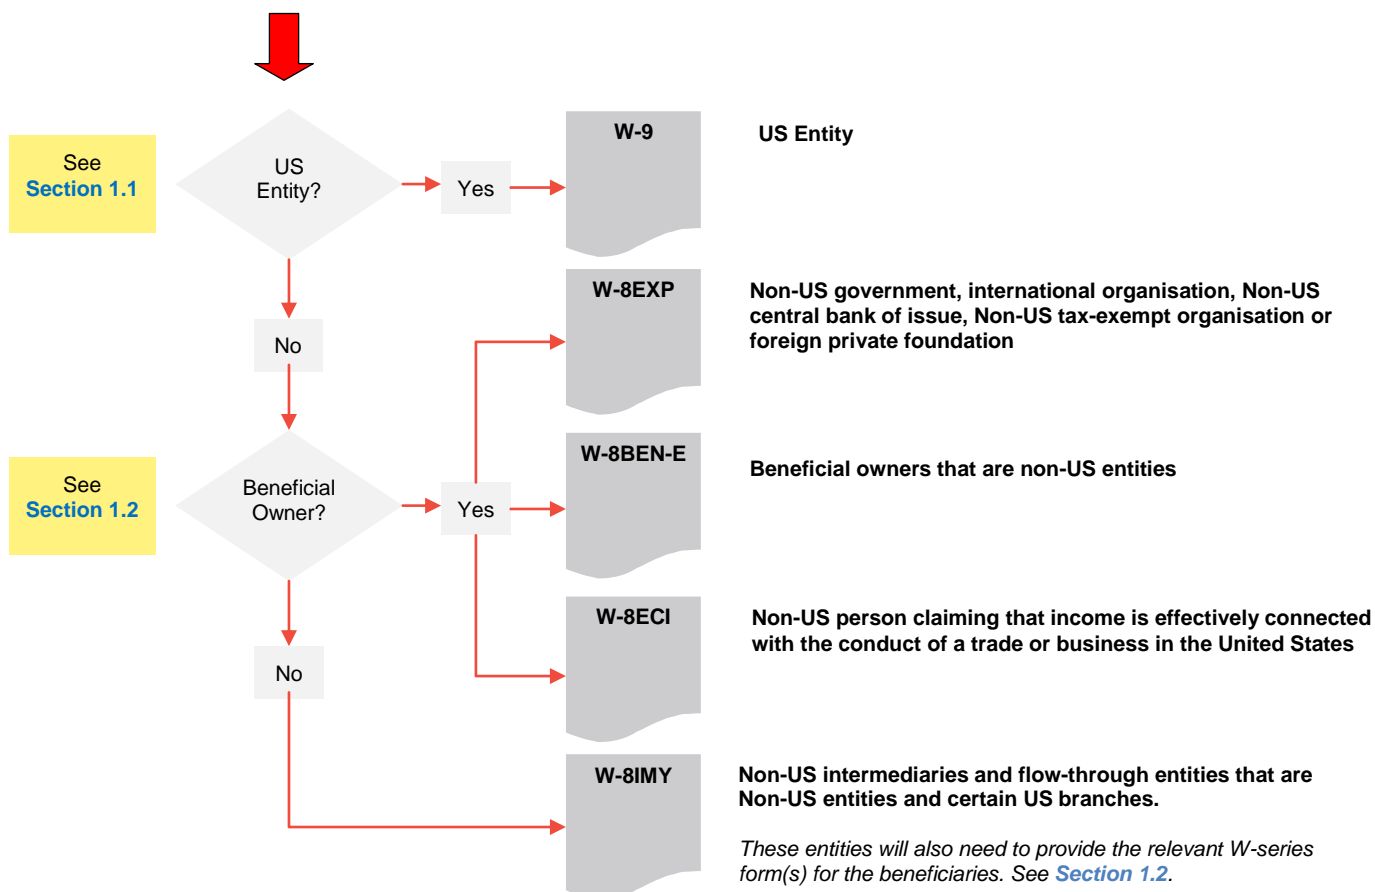 W-9
US Entity
See
Section 1.1
US
Entity?
Yes
W-8EXP
Non-US government, international organisation, Non-US
central bank of issue, Non-US tax-exempt organisation or
foreign private foundation
No
W-8BEN-E
Beneficial owners that are non-US entities
See
Section 1.2
Beneficial
Owner?
Yes
W-8ECI
Non-US person claiming that income is effectively connected
with the conduct of a trade or business in the United States
No
W-8IMY
Non-US intermediaries and flow-through entities that are
Non-US entities and certain US branches.
These entities will also need to provide the relevant W-series
form(s) for the beneficiaries. See Section 1.2.